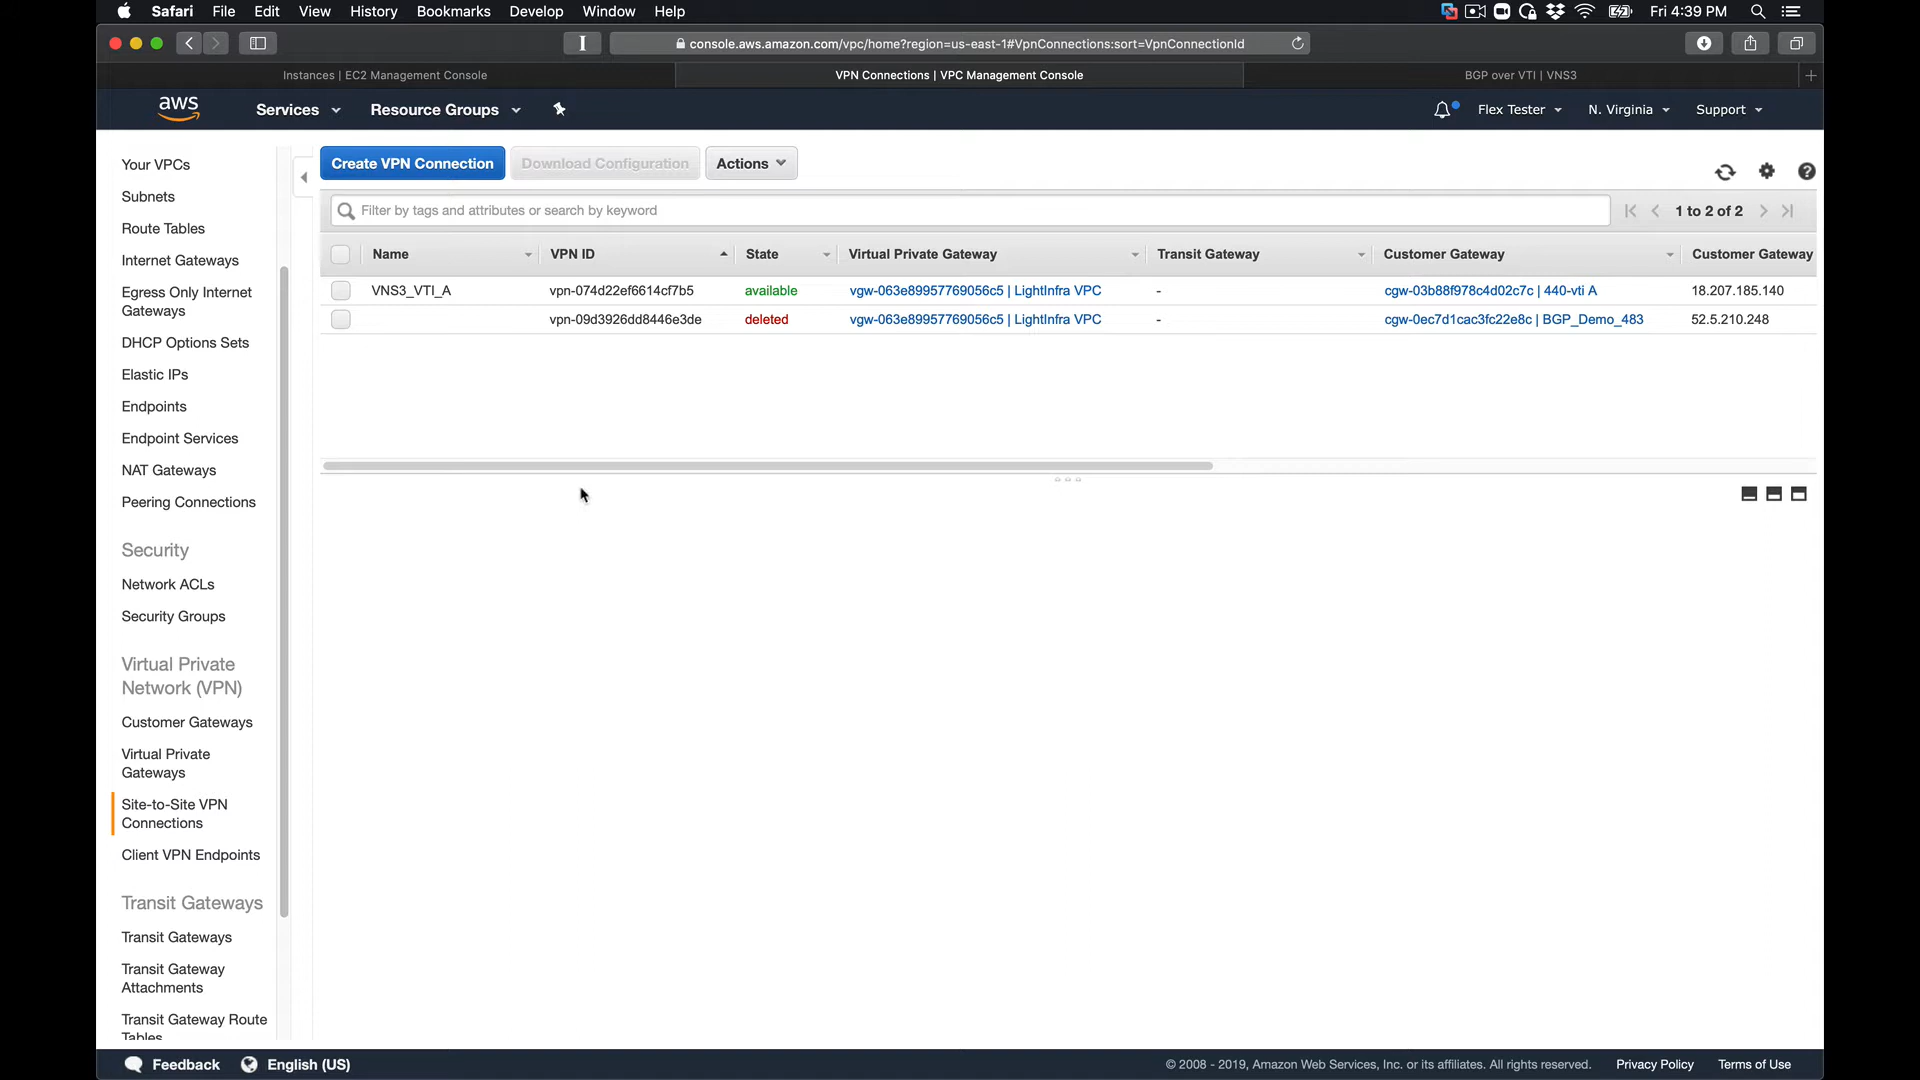 Safari File Edit View History Bookmarks Develop Window Help Fri 4:39 PM
console.aws.amazon.com/vpc/home?region=us-east-1#VpnConnections:sort=VpnConnectionId
Instances | EC2 Management Console VPN Connections | VPC Management Console BGP over VTI | VNS3
aws Services Resource Groups Flex Tester N. Virginia Support
Your VPCs
Subnets
Route Tables
Internet Gateways
Egress Only Internet
Gateways
DHCP Options Sets
Elastic IPs
Endpoints
Endpoint Services
NAT Gateways
Peering Connections
Security
Network ACLs
Security Groups
Virtual Private
Network (VPN)
Customer Gateways
Virtual Private
Gateways
Site-to-Site VPN
Connections
Client VPN Endpoints
Transit Gateways
Transit Gateways
Transit Gateway
Attachments
Transit Gateway Route
Tables
Create VPN Connection Download Configuration Actions
Filter by tags and attributes or search by keyword 1 to 2 of 2
Name VPN ID State Virtual Private Gateway Transit Gateway Customer Gateway Customer Gateway
VNS3_VTI_A vpn-074d22ef6614cf7b5 available vgw-063e89957769056c5 | LightInfra VPC - cgw-03b88f978c4d02c7c | 440-vti A 18.207.185.140
vpn-09d3926dd8446e3de deleted vgw-063e89957769056c5 | LightInfra VPC - cgw-0ec7d1cac3fc22e8c | BGP_Demo_483 52.5.210.248
Feedback English (US) © 2008 - 2019, Amazon Web Services, Inc. or its affiliates. All rights reserved. Privacy Policy Terms of Use